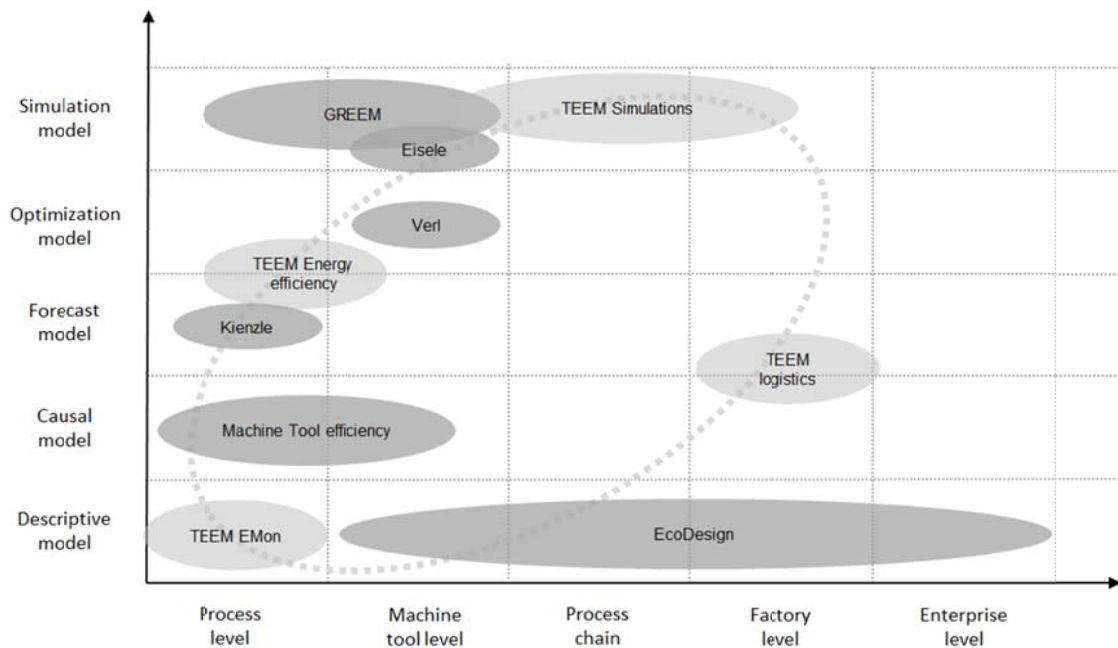 Simulation
model
GREEM
TEEM Simulations
Eisele
Optimization
model
Verl
TEEM Energy
efficiency
Forecast
model
Kienzle
TEEM
logistics
Causal
model
Machine Tool efficiency
Descriptive
model
TEEM EMon
EcoDesign
Process
level
Machine
tool level
Process
chain
Factory
level
Enterprise
level